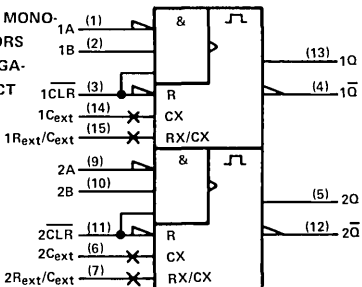 MONO-
ORS
GA-
CT
1A (1)
1B (2)
1C̅L̅R̅ (3)
1Cext (14)
1Rext/Cext (15)
&
R
CX
RX/CX
(13) 1Q
(4) 1Q̅
2A (9)
2B (10)
2C̅L̅R̅ (11)
2Cext (6)
2Rext/Cext (7)
&
R
CX
RX/CX
(5) 2Q
(12) 2Q̅